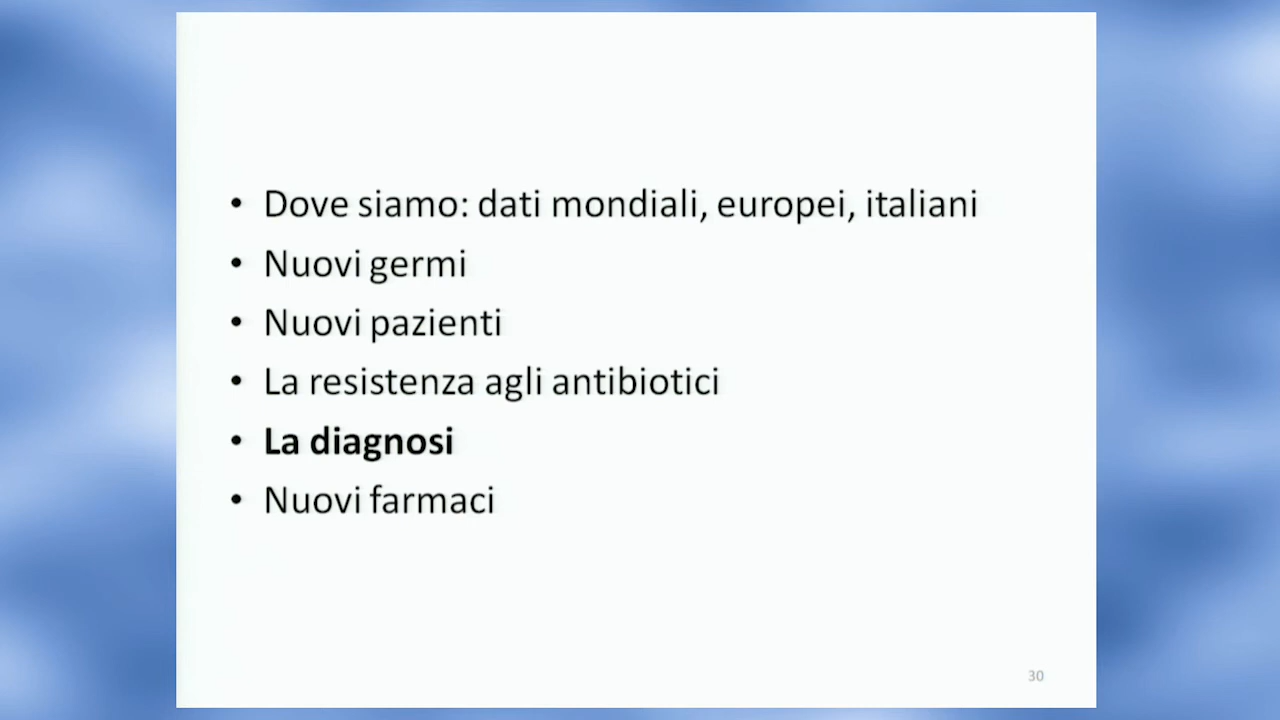 • Dove siamo: dati mondiali, europei, italiani
• Nuovi germi
• Nuovi pazienti
• La resistenza agli antibiotici
• La diagnosi
• Nuovi farmaci
30